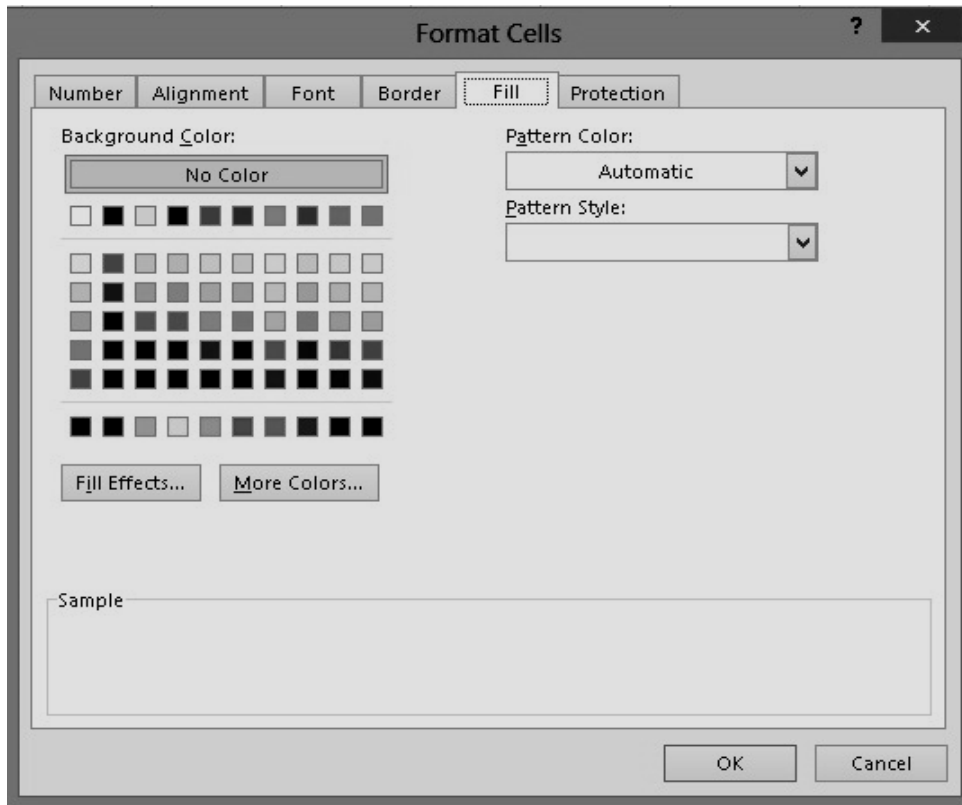 Format Cells
?
Number Alignment Font Border Fill Protection
Background Color:
No Color
Pattern Color:
Automatic
Pattern Style:
Fill Effects... More Colors...
Sample
OK Cancel